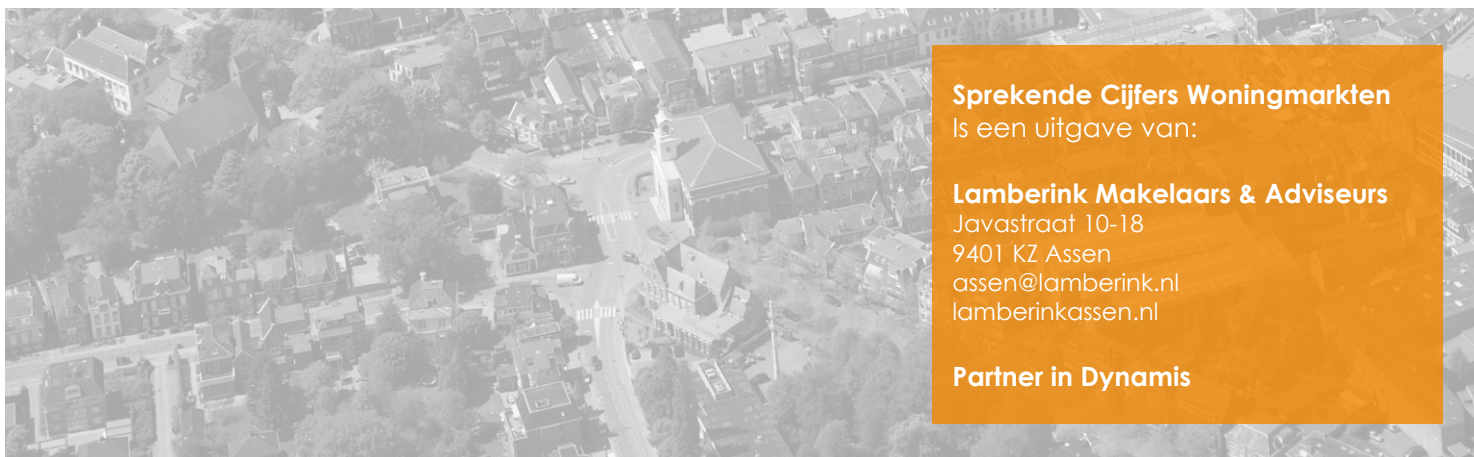 Sprekende Cijfers Woningmarkten
Is een uitgave van:
Lamberink Makelaars & Adviseurs
Javastraat 10-18
9401 KZ Assen
assen@lamberink.nl
lamberinkassen.nl
Partner in Dynamis